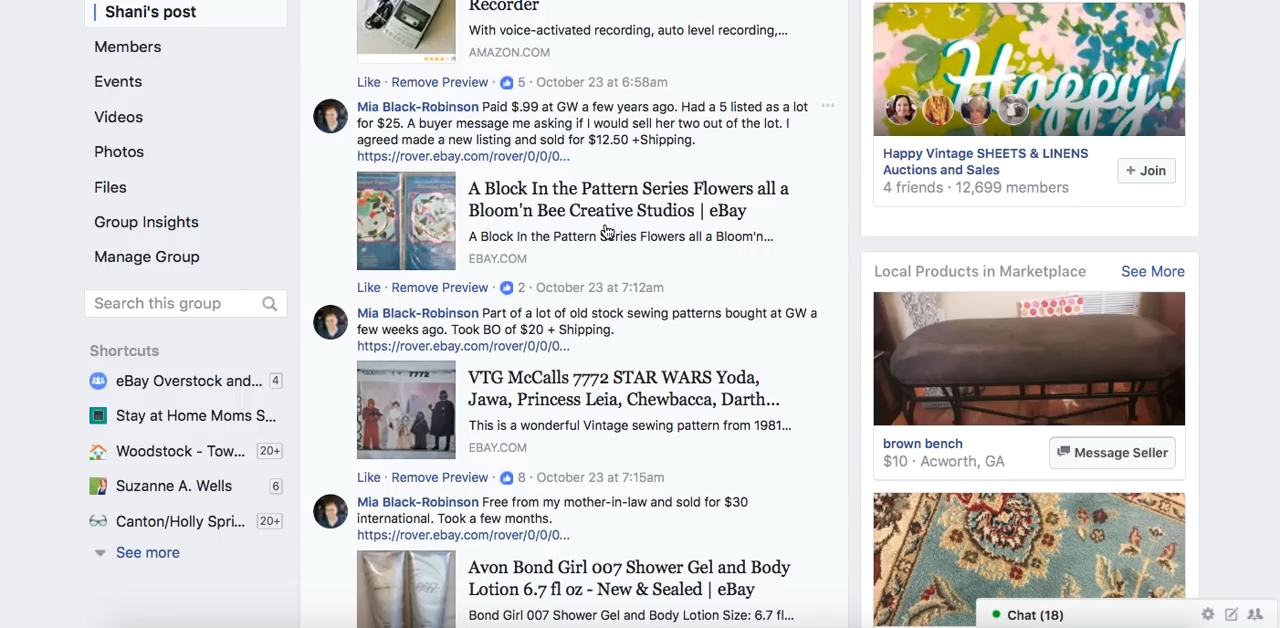 Shani's post
Members
Events
Videos
Photos
Files
Group Insights
Manage Group
Search this group
Shortcuts
eBay Overstock and... 4
Stay at Home Moms S...
Woodstock - Tow... 20+
Suzanne A. Wells 6
Canton/Holly Spri... 20+
See more
Recorder
With voice-activated recording, auto level recording,...
AMAZON.COM
Like · Remove Preview · 5 · October 23 at 6:58am
Mia Black-Robinson Paid $.99 at GW a few years ago. Had a 5 listed as a lot
for $25. A buyer message me asking if I would sell her two out of the lot. I
agreed made a new listing and sold for $12.50 +Shipping.
https://rover.ebay.com/rover/0/0/0...
A Block In the Pattern Series Flowers all a
Bloom'n Bee Creative Studios | eBay
A Block In the Pattern Series Flowers all a Bloom'n...
EBAY.COM
Like · Remove Preview · 2 · October 23 at 7:12am
Mia Black-Robinson Part of a lot of old stock sewing patterns bought at GW a
few weeks ago. Took BO of $20 + Shipping.
https://rover.ebay.com/rover/0/0/0...
7772
VTG McCalls 7772 STAR WARS Yoda,
Jawa, Princess Leia, Chewbacca, Darth...
This is a wonderful Vintage sewing pattern from 1981...
EBAY.COM
Like · Remove Preview · 8 · October 23 at 7:15am
Mia Black-Robinson Free from my mother-in-law and sold for $30
international. Took a few months.
https://rover.ebay.com/rover/0/0/0...
Avon Bond Girl 007 Shower Gel and Body
Lotion 6.7 fl oz - New & Sealed | eBay
Bond Girl 007 Shower Gel and Body Lotion Size: 6.7 fl...
Happy!
Happy Vintage SHEETS & LINENS
Auctions and Sales
4 friends · 12,699 members
+ Join
Local Products in Marketplace See More
brown bench
$10 · Acworth, GA
Message Seller
Chat (18)